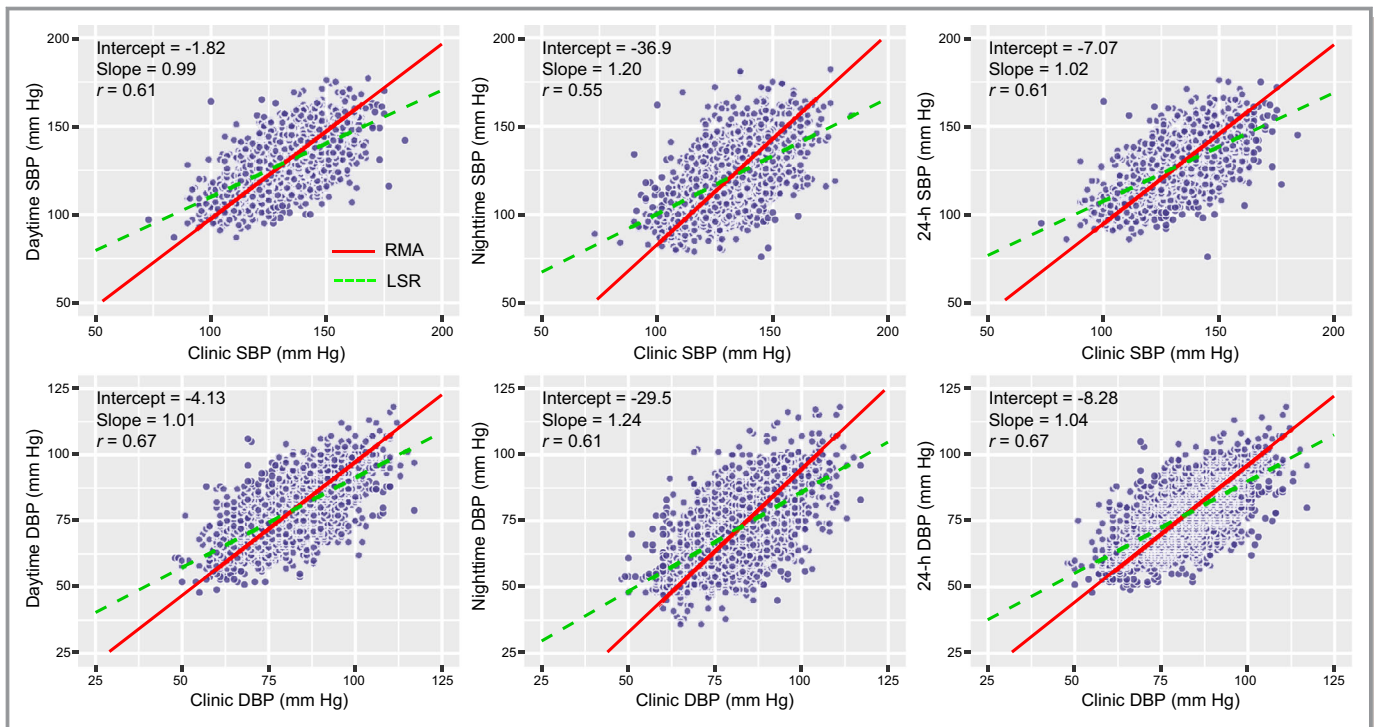 Intercept = -1.82
Slope = 0.99
r = 0.61
200
150
100
50
Daytime SBP (mm Hg)
RMA
LSR
50 100 150 200
Clinic SBP (mm Hg)
Intercept = -36.9
Slope = 1.20
r = 0.55
200
150
100
50
Nighttime SBP (mm Hg)
50 100 150 200
Clinic SBP (mm Hg)
Intercept = -7.07
Slope = 1.02
r = 0.61
200
150
100
50
24-h SBP (mm Hg)
50 100 150 200
Clinic SBP (mm Hg)
Intercept = -4.13
Slope = 1.01
r = 0.67
125
100
75
50
25
Daytime DBP (mm Hg)
25 50 75 100 125
Clinic DBP (mm Hg)
Intercept = -29.5
Slope = 1.24
r = 0.61
125
100
75
50
25
Nighttime DBP (mm Hg)
25 50 75 100 125
Clinic DBP (mm Hg)
Intercept = -8.28
Slope = 1.04
r = 0.67
125
100
75
50
25
24-h DBP (mm Hg)
25 50 75 100 125
Clinic DBP (mm Hg)